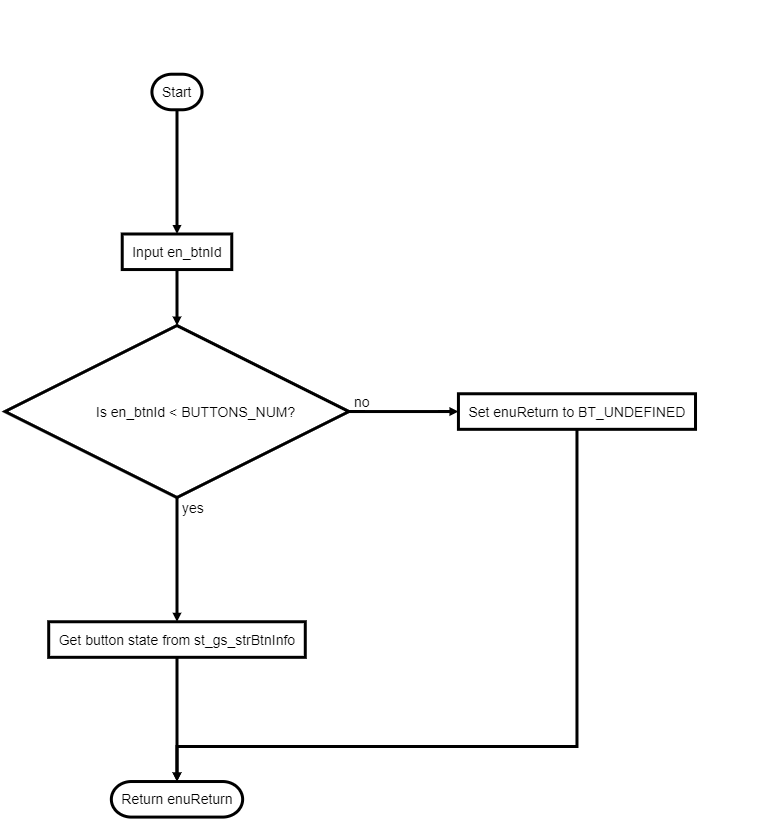 Start
Input en_btnId
Is en_btnId < BUTTONS_NUM?
no
Set enuReturn to BT_UNDEFINED
yes
Get button state from st_gs_strBtnInfo
Return enuReturn